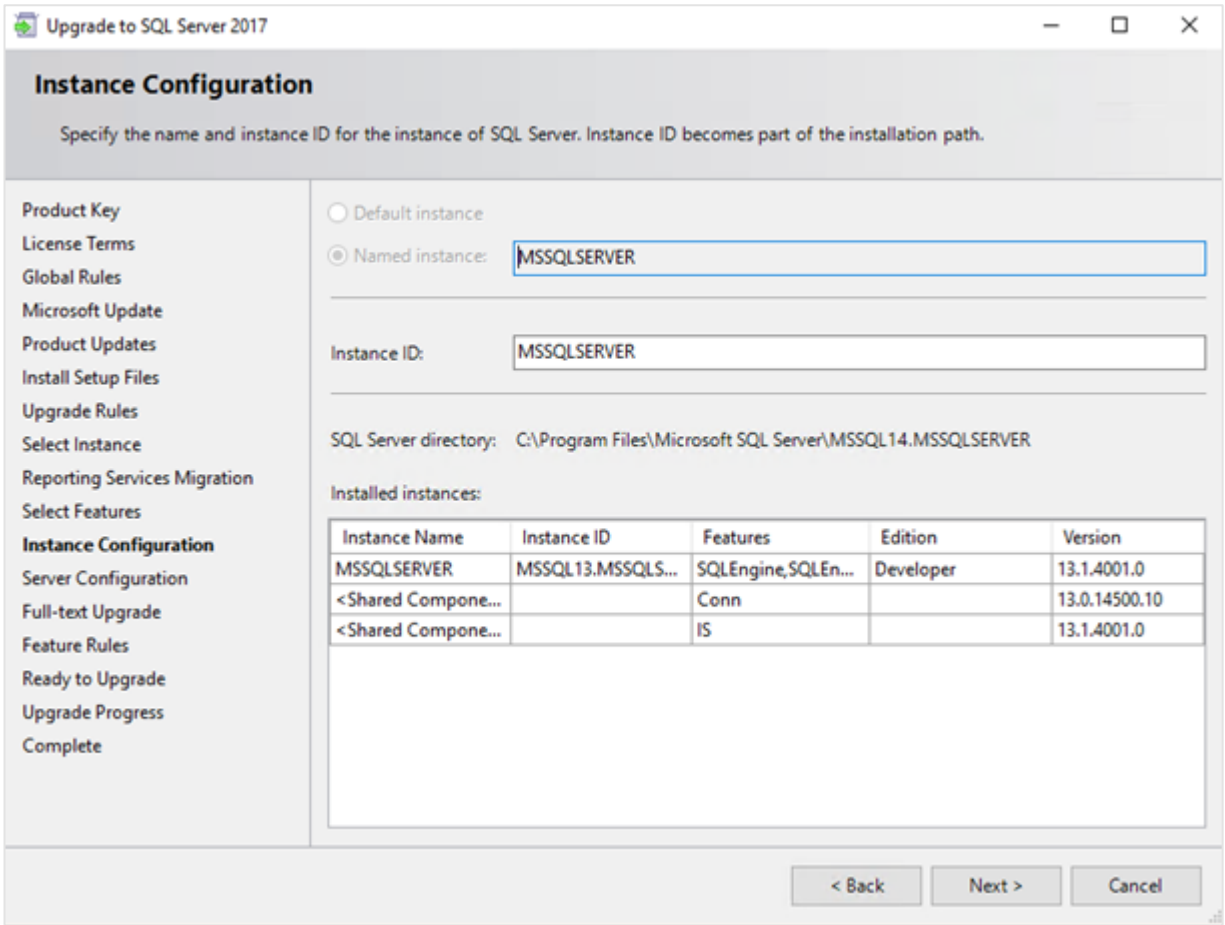 Upgrade to SQL Server 2017
Instance Configuration
Specify the name and instance ID for the instance of SQL Server. Instance ID becomes part of the installation path.
Product Key
License Terms
Global Rules
Microsoft Update
Product Updates
Install Setup Files
Upgrade Rules
Select Instance
Reporting Services Migration
Select Features
Instance Configuration
Server Configuration
Full-text Upgrade
Feature Rules
Ready to Upgrade
Upgrade Progress
Complete
Default instance
Named instance: MSSQLSERVER
Instance ID: MSSQLSERVER
SQL Server directory: C:\Program Files\Microsoft SQL Server\MSSQL14.MSSQLSERVER
Installed instances:
Instance Name Instance ID Features Edition Version
MSSQLSERVER MSSQL13.MSSQLS... SQLEngine,SQLEn... Developer 13.1.4001.0
<Shared Compone... Conn 13.0.14500.10
<Shared Compone... IS 13.1.4001.0
< Back Next > Cancel